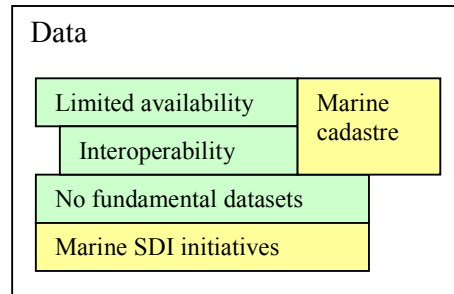 Data
Limited availability
Marine
cadastre
Interoperability
No fundamental datasets
Marine SDI initiatives